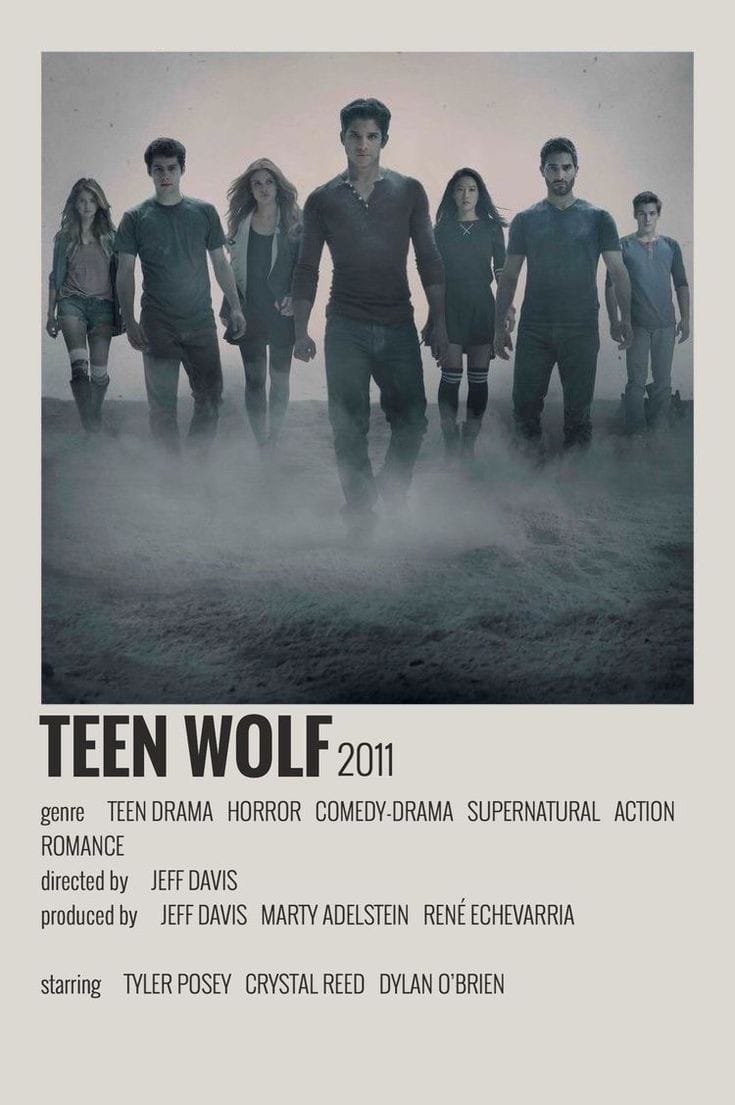 TEEN WOLF 2011
genre TEEN DRAMA HORROR COMEDY-DRAMA SUPERNATURAL ACTION
ROMANCE
directed by JEFF DAVIS
produced by JEFF DAVIS MARTY ADELSTEIN RENÉ ECHEVARRIA
starring TYLER POSEY CRYSTAL REED DYLAN O'BRIEN